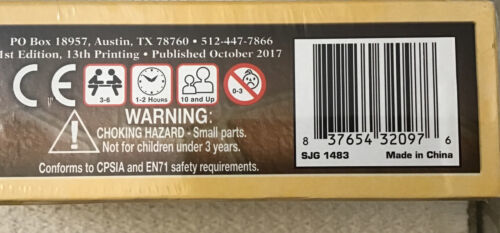 PO Box 18957, Austin, TX 78760 • 512-447-7866
1st Edition, 13th Printing • Published October 2017
CE
3-6
1-2 Hours
10 and Up
0-3
WARNING:
CHOKING HAZARD - Small parts.
Not for children under 3 years.
Conforms to CPSIA and EN71 safety requirements.
8 37654 32097 6
SJG 1483 Made in China